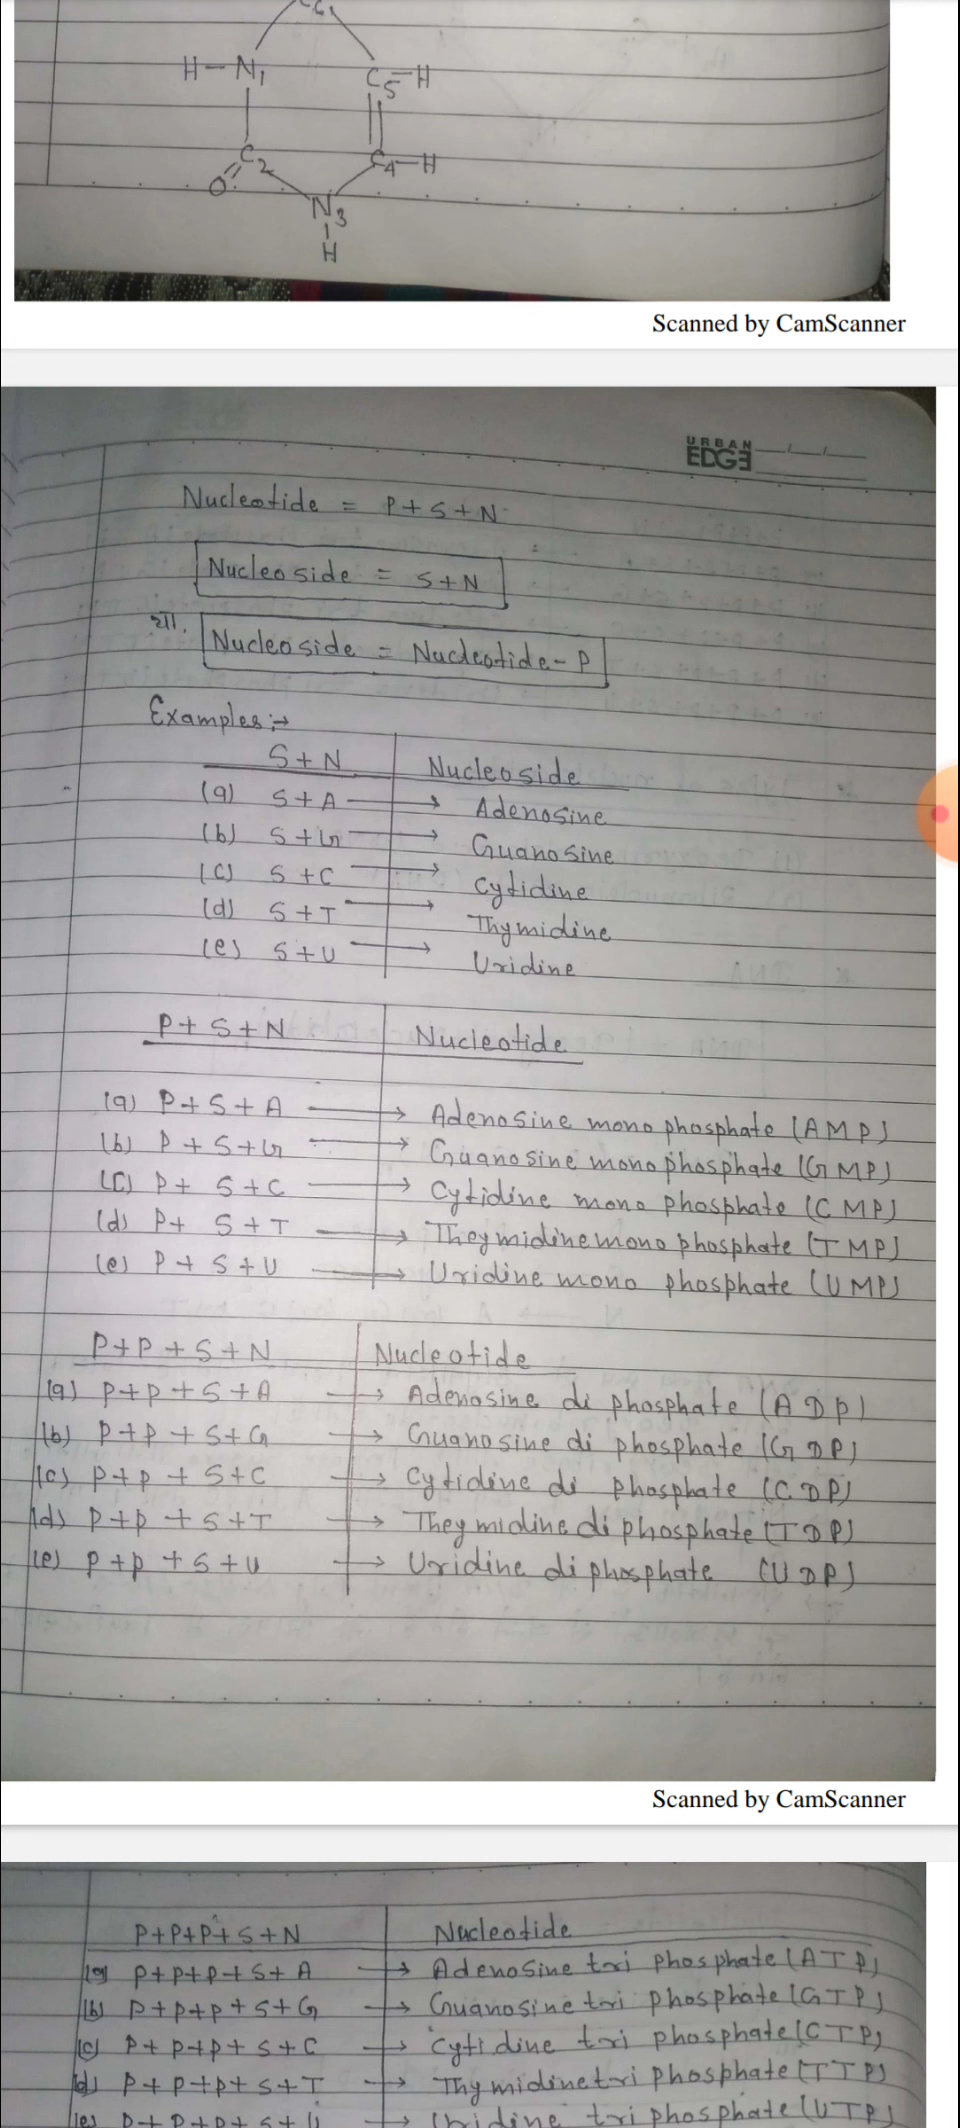 C6
H-N1 C5-H
C2 C4-H
O
N3
H
Scanned by CamScanner
URBAN
EDGE
Nucleotide = P+S+N
Nucleoside = S+N
या. Nucleoside = Nucleotide-P
Examples:→
S+N Nucleoside
(a) S+A → Adenosine
(b) S+G → Guanosine
(c) S+C → Cytidine
(d) S+T → Thymidine
(e) S+U → Uridine
P+S+N Nucleotide
(a) P+S+A → Adenosine mono phosphate (AMP)
(b) P+S+G → Guanosine mono phosphate (GMP)
(c) P+S+C → Cytidine mono phosphate (CMP)
(d) P+S+T → Theymidine mono phosphate (TMP)
(e) P+S+U → Uridine mono phosphate (UMP)
P+P+S+N Nucleotide
(a) P+P+S+A → Adenosine di phosphate (ADP)
(b) P+P+S+G → Guanosine di phosphate (GDP)
(c) P+P+S+C → Cytidine di phosphate (CDP)
(d) P+P+S+T → Theymidine di phosphate (TDP)
(e) P+P+S+U → Uridine di phosphate (UDP)
Scanned by CamScanner
P+P+P+S+N Nucleotide
(a) P+P+P+S+A → Adenosine tri phosphate (ATP)
(b) P+P+P+S+G → Guanosine tri phosphate (GTP)
(c) P+P+P+S+C → Cytidine tri phosphate (CTP)
(d) P+P+P+S+T → Thymidine tri phosphate (TTP)
(e) P+P+P+S+U → Uridine tri phosphate (UTP)